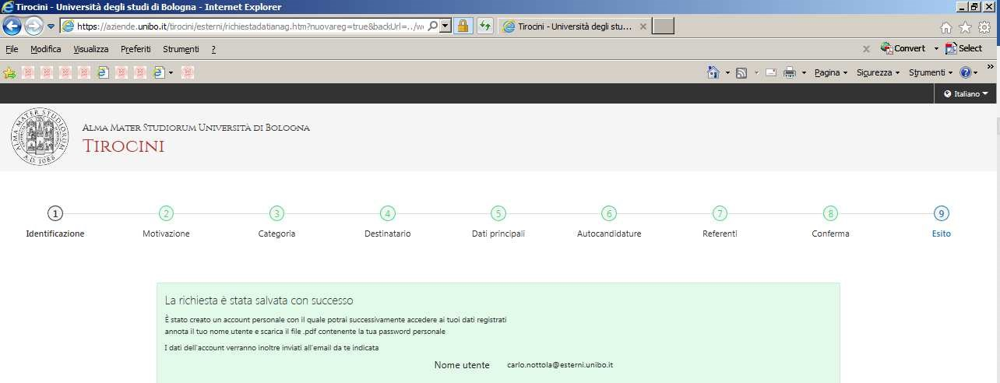 Tirocini - Università degli studi di Bologna - Internet Explorer
https://aziende.unibo.it/tirocini/esterni/richiestadatianag.htm?nuovareg=true&backUrl=../w
Tirocini - Università degli stu...
File Modifica Visualizza Preferiti Strumenti ?
Convert Select
Pagina Sicurezza Strumenti
Italiano
ALMA MATER STUDIORUM
A.D. 1088
Alma Mater Studiorum Università di Bologna
Tirocini
1 2 3 4 5 6 7 8 9
Identificazione Motivazione Categoria Destinatario Dati principali Autocandidature Referenti Conferma Esito
La richiesta è stata salvata con successo
È stato creato un account personale con il quale potrai successivamente accedere ai tuoi dati registrati
annota il tuo nome utente e scarica il file .pdf contenente la tua password personale
I dati dell'account verranno inoltre inviati all'email da te indicata
Nome utente carlo.nottola@esterni.unibo.it